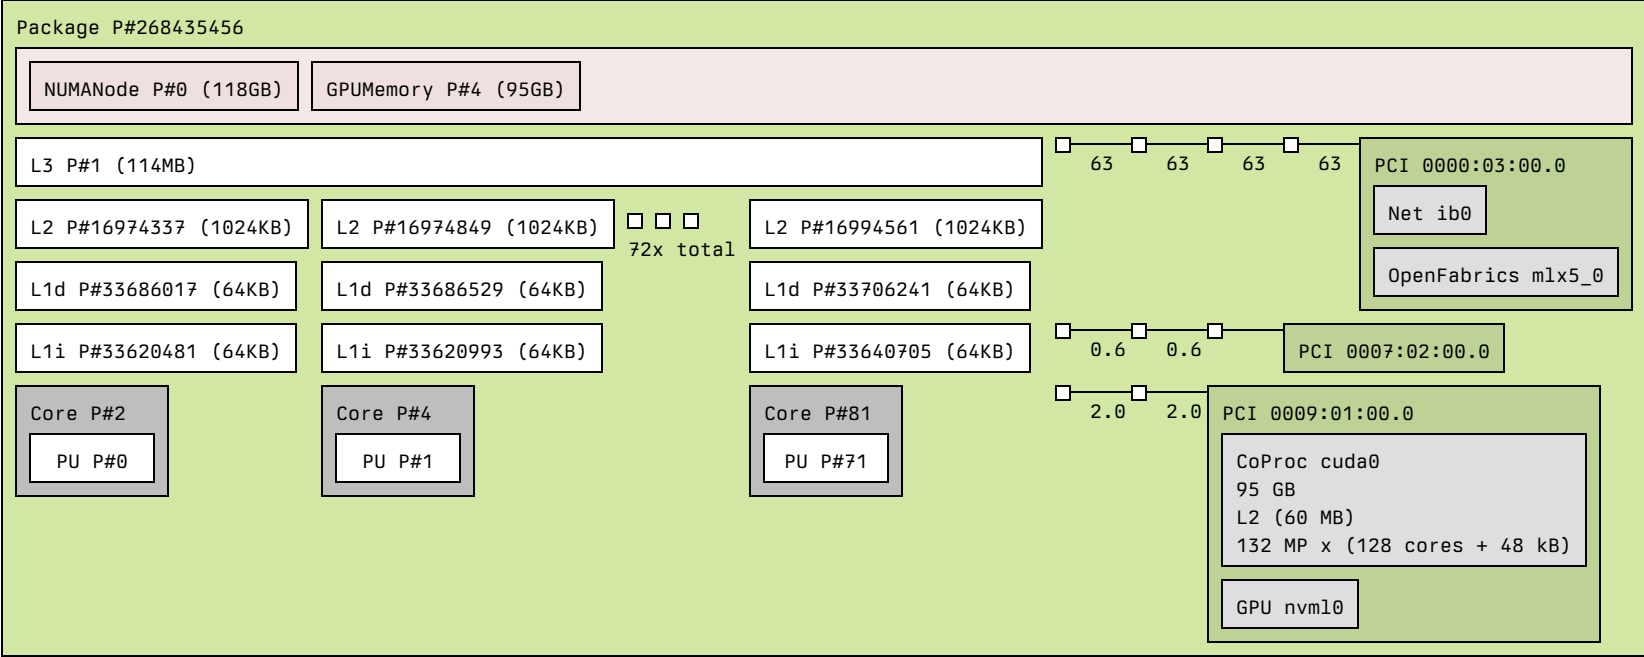 Package P#268435456
NUMANode P#0 (118GB)
GPUMemory P#4 (95GB)
L3 P#1 (114MB)
63 63 63 63
PCI 0000:03:00.0
Net ib0
OpenFabrics mlx5_0
L2 P#16974337 (1024KB)
L2 P#16974849 (1024KB)
72x total
L2 P#16994561 (1024KB)
L1d P#33686017 (64KB)
L1d P#33686529 (64KB)
L1d P#33706241 (64KB)
L1i P#33620481 (64KB)
L1i P#33620993 (64KB)
L1i P#33640705 (64KB)
0.6 0.6
PCI 0007:02:00.0
Core P#2
PU P#0
Core P#4
PU P#1
Core P#81
PU P#71
2.0 2.0
PCI 0009:01:00.0
CoProc cuda0
95 GB
L2 (60 MB)
132 MP x (128 cores + 48 kB)
GPU nvml0